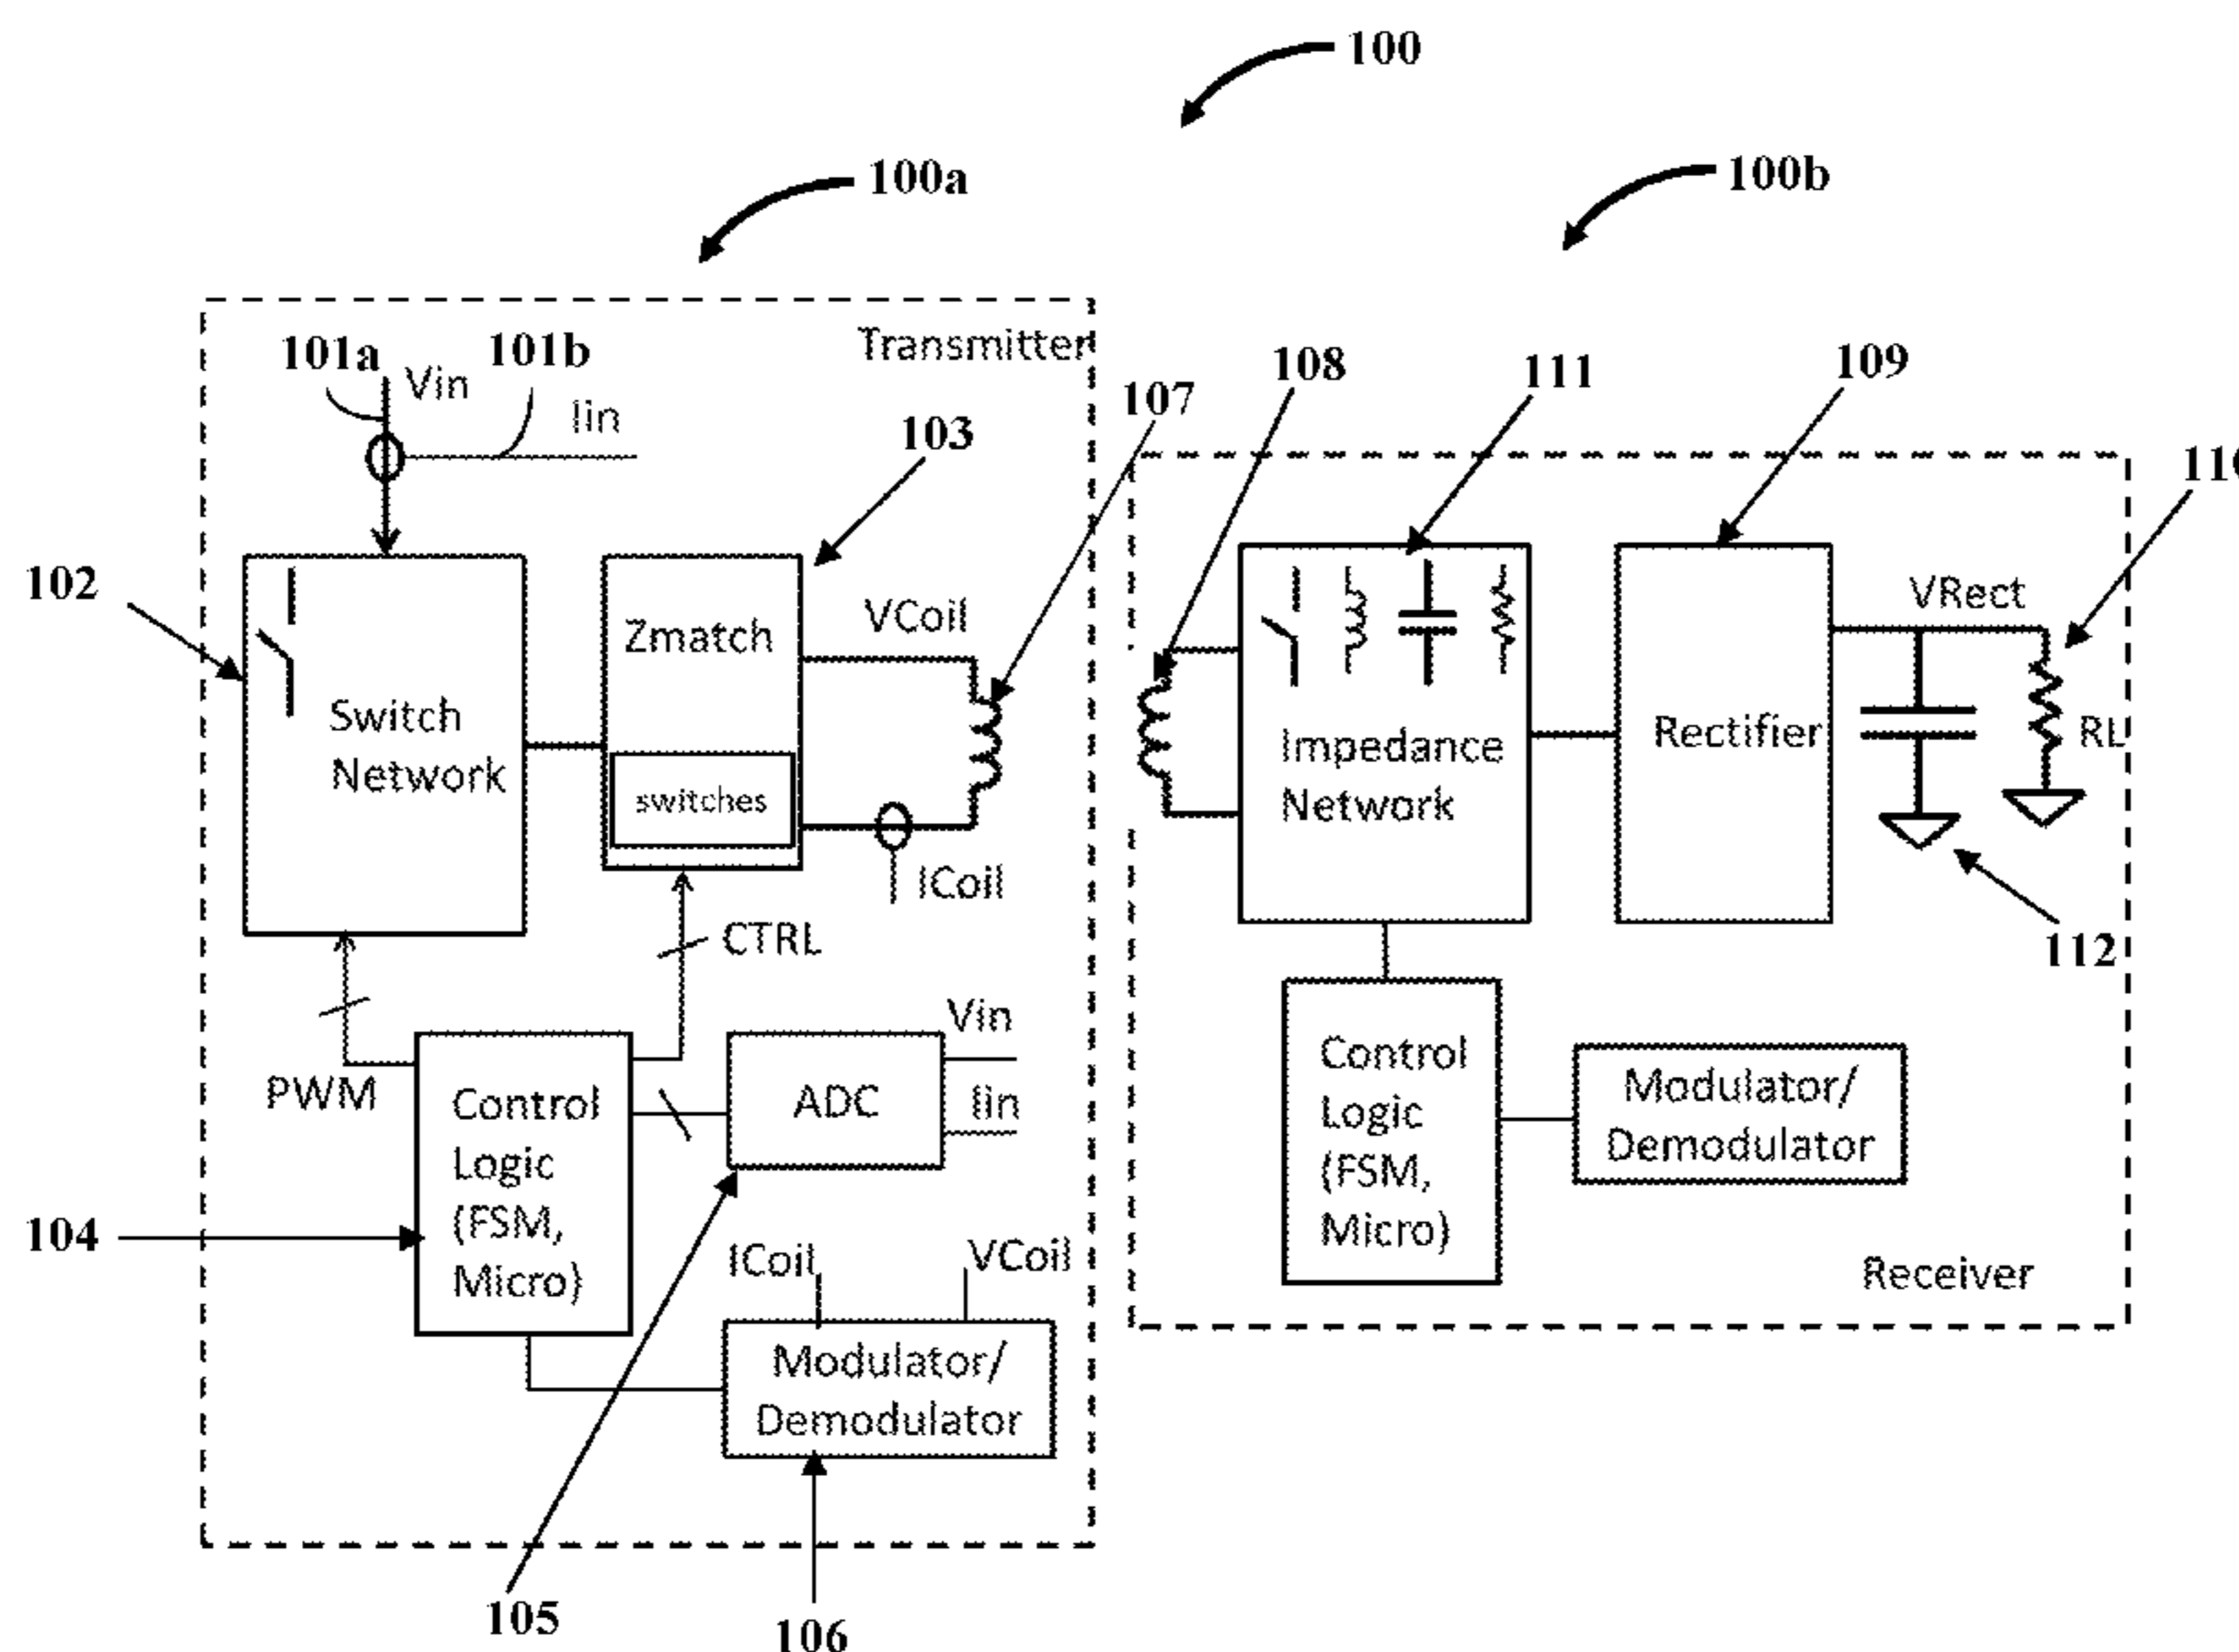 100
100a
100b
Transmitter
101a
Vin
101b
Iin
102
103
107
Switch
Network
Zmatch
switches
VCoil
ICoil
CTRL
PWM
104
Control
Logic
(FSM,
Micro)
ADC
Vin
Iin
105
ICoil
VCoil
Modulator/
Demodulator
106
108
111
109
Impedance
Network
Rectifier
VRect
RL
112
Control
Logic
(FSM,
Micro)
Modulator/
Demodulator
Receiver